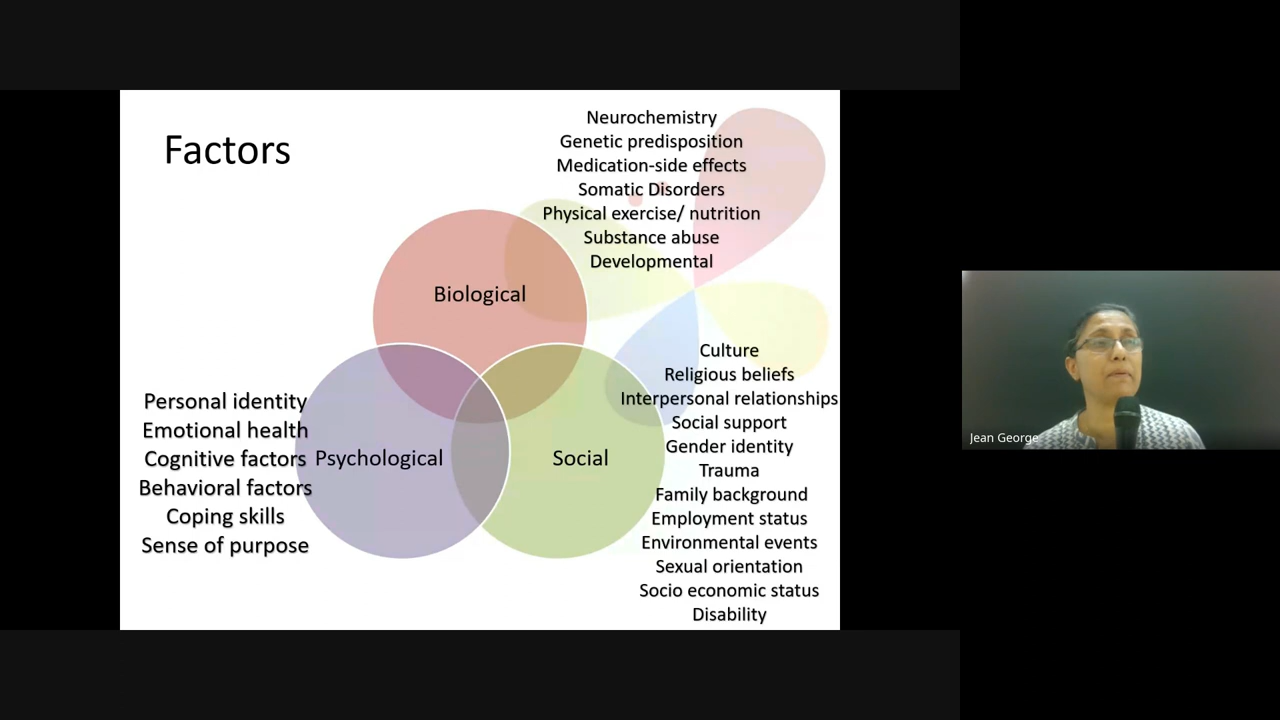 Factors
Neurochemistry
Genetic predisposition
Medication-side effects
Somatic Disorders
Physical exercise/ nutrition
Substance abuse
Developmental
Biological
Culture
Religious beliefs
Interpersonal relationships
Social support
Gender identity
Trauma
Family background
Employment status
Environmental events
Sexual orientation
Socio economic status
Disability
Personal identity
Emotional health
Cognitive factors
Behavioral factors
Coping skills
Sense of purpose
Psychological
Social
Jean George